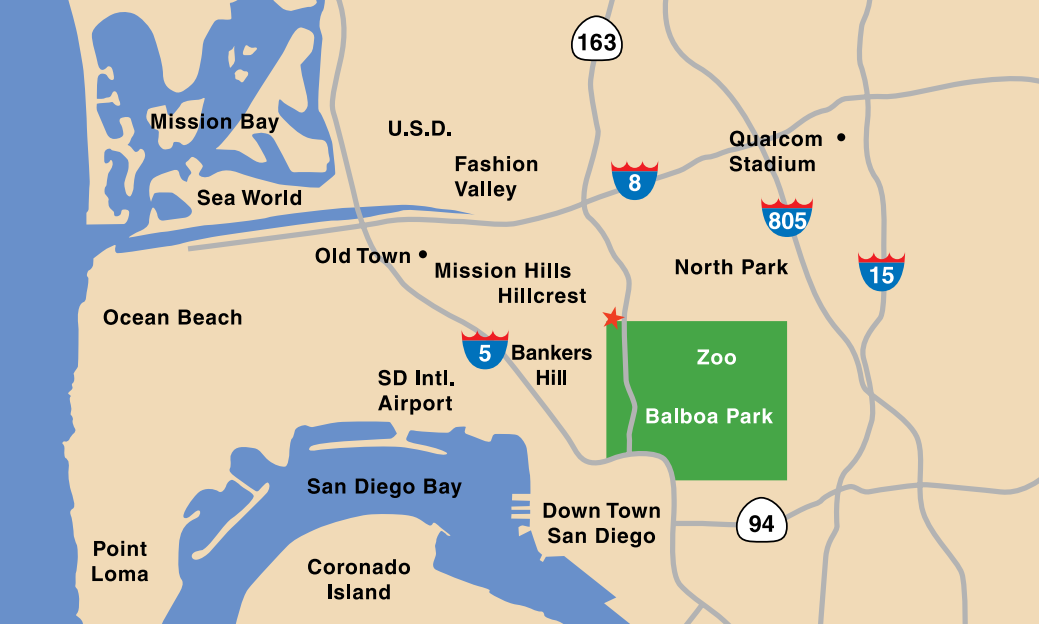 163
Mission Bay
U.S.D.
Qualcom
Stadium
Fashion
Valley
8
Sea World
805
Old Town
Mission Hills
Hillcrest
North Park
15
Ocean Beach
5
Bankers
Hill
Zoo
SD Intl.
Airport
Balboa Park
San Diego Bay
Down Town
San Diego
94
Point
Loma
Coronado
Island